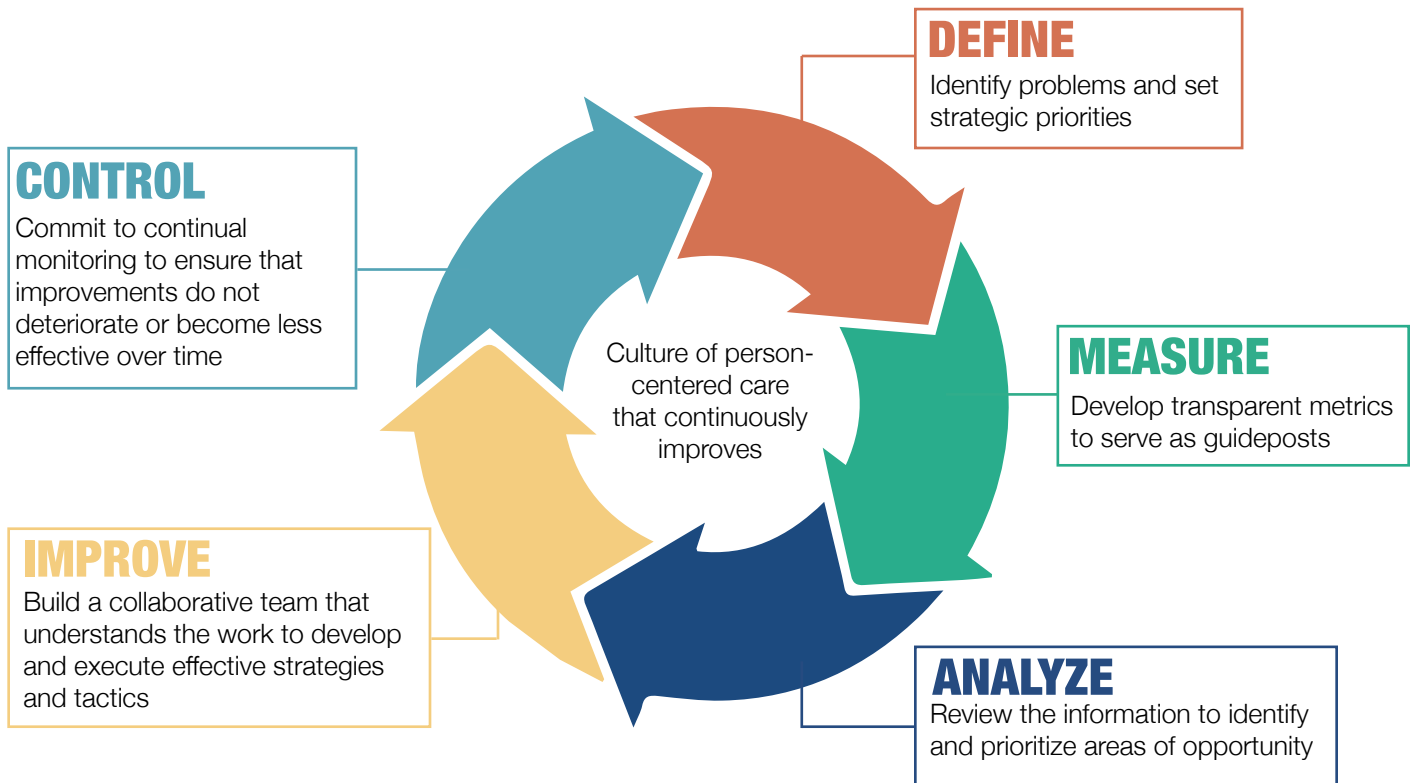 DEFINE
Identify problems and set
strategic priorities
MEASURE
Develop transparent metrics
to serve as guideposts
ANALYZE
Review the information to identify
and prioritize areas of opportunity
IMPROVE
Build a collaborative team that
understands the work to develop
and execute effective strategies
and tactics
CONTROL
Commit to continual
monitoring to ensure that
improvements do not
deteriorate or become less
effective over time
Culture of person-
centered care
that continuously
improves